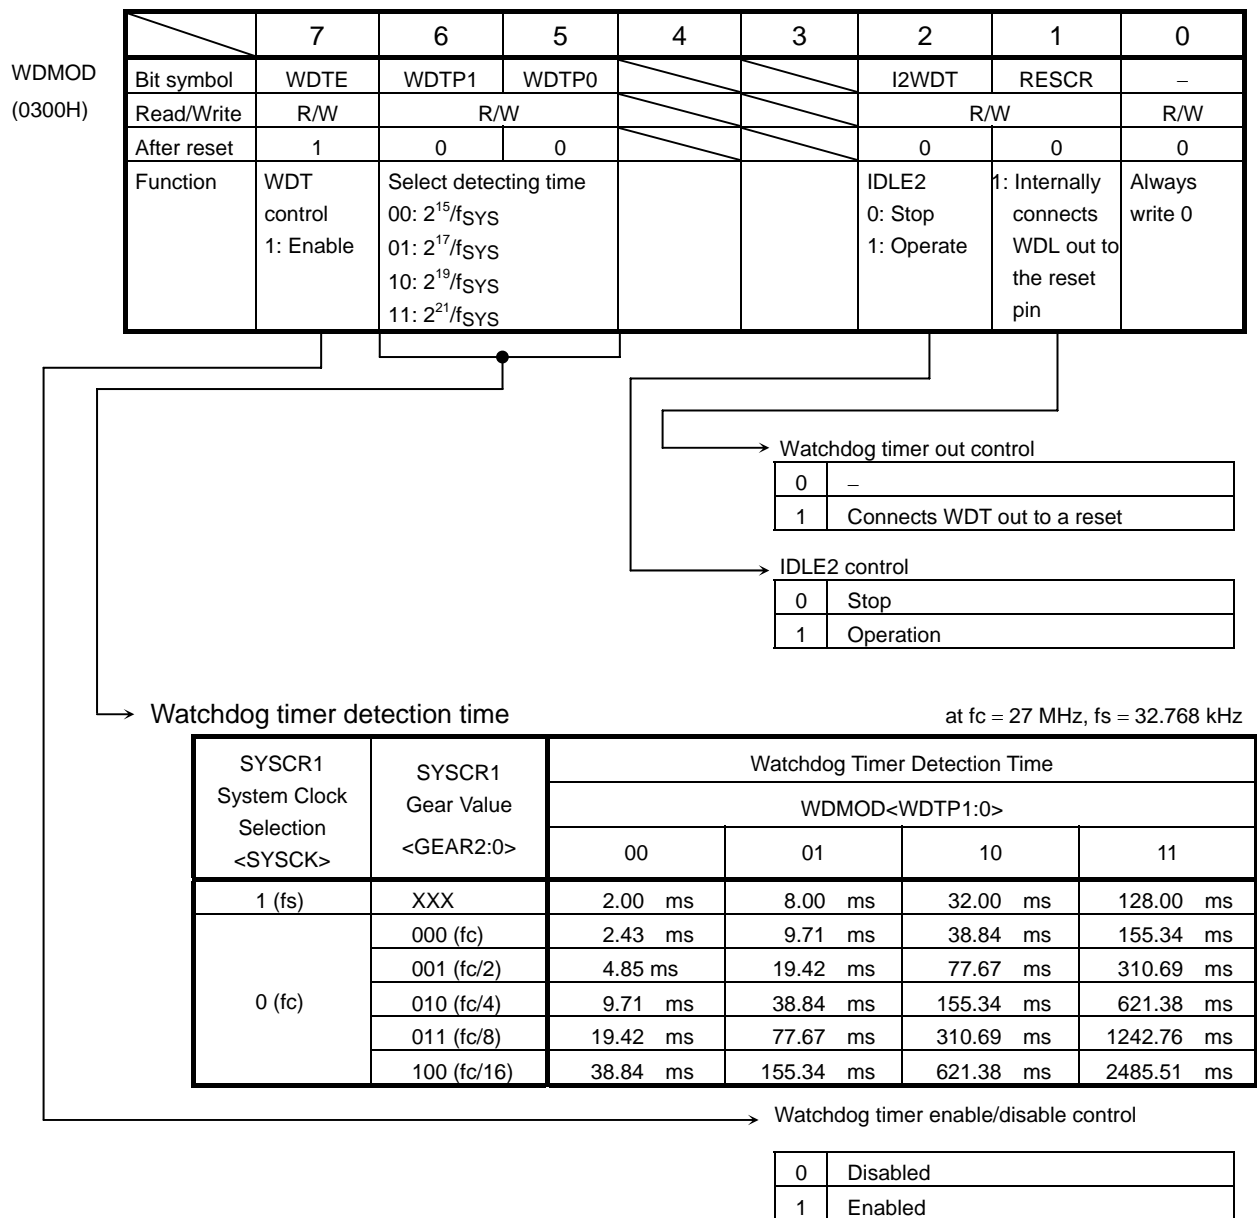 7 6 5 4 3 2 1 0
WDMOD
(0300H)
Bit symbol WDTE WDTP1 WDTP0 I2WDT RESCR –
Read/Write R/W R/W R/W R/W
After reset 1 0 0 0 0 0
Function WDT Select detecting time IDLE2 1: Internally Always
control 00: 2^15/fSYS 0: Stop connects write 0
1: Enable 01: 2^17/fSYS 1: Operate WDL out to
10: 2^19/fSYS the reset
11: 2^21/fSYS pin
Watchdog timer out control
0 –
1 Connects WDT out to a reset
IDLE2 control
0 Stop
1 Operation
Watchdog timer detection time at fc = 27 MHz, fs = 32.768 kHz
SYSCR1
System Clock
Selection
<SYSCK>
SYSCR1
Gear Value
<GEAR2:0>
Watchdog Timer Detection Time
WDMOD<WDTP1:0>
00 01 10 11
1 (fs) XXX 2.00 ms 8.00 ms 32.00 ms 128.00 ms
0 (fc)
000 (fc) 2.43 ms 9.71 ms 38.84 ms 155.34 ms
001 (fc/2) 4.85 ms 19.42 ms 77.67 ms 310.69 ms
010 (fc/4) 9.71 ms 38.84 ms 155.34 ms 621.38 ms
011 (fc/8) 19.42 ms 77.67 ms 310.69 ms 1242.76 ms
100 (fc/16) 38.84 ms 155.34 ms 621.38 ms 2485.51 ms
Watchdog timer enable/disable control
0 Disabled
1 Enabled